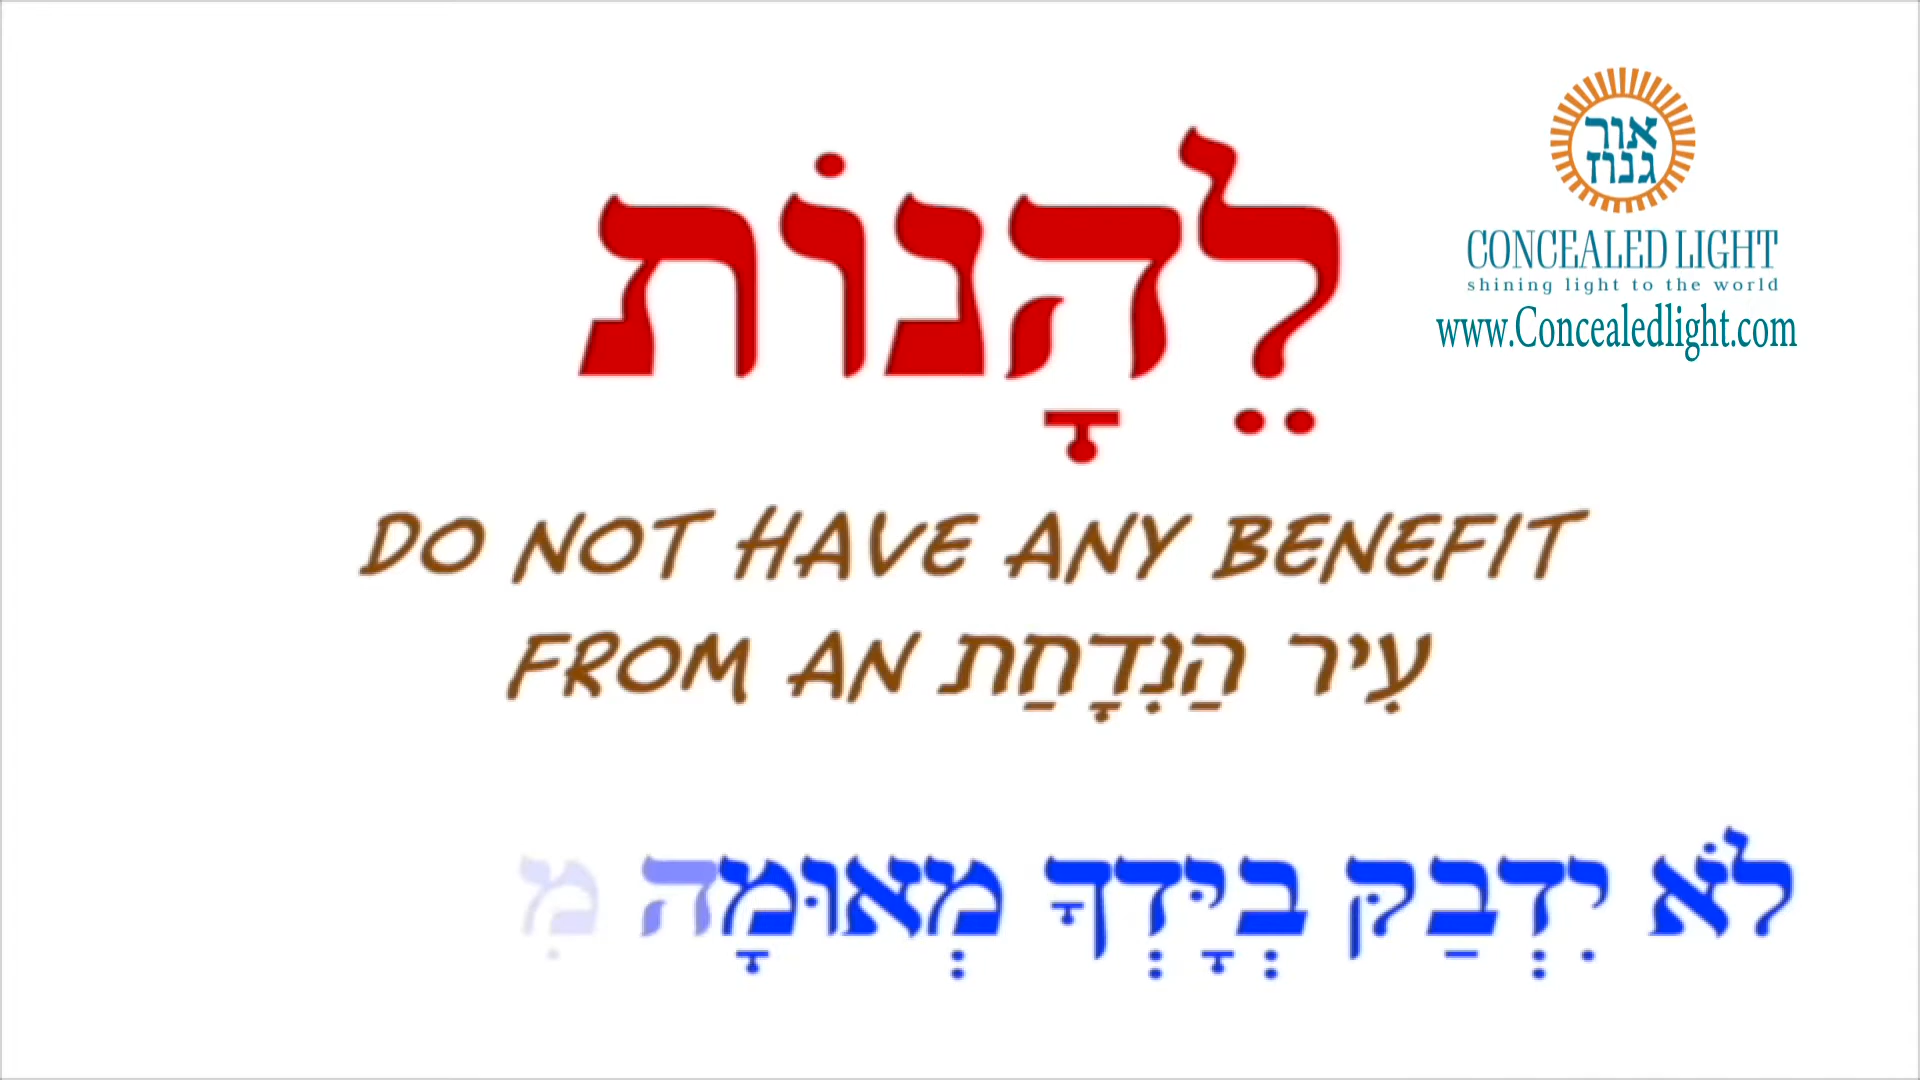 לֵהָנוֹת
אור
גנוז
CONCEALED LIGHT
shining light to the world
www.Concealedlight.com
DO NOT HAVE ANY BENEFIT
FROM AN עִיר הַנִדָחַת
לֹא יִדְבַק בְיָדְךָ מְאוּמָה מִ